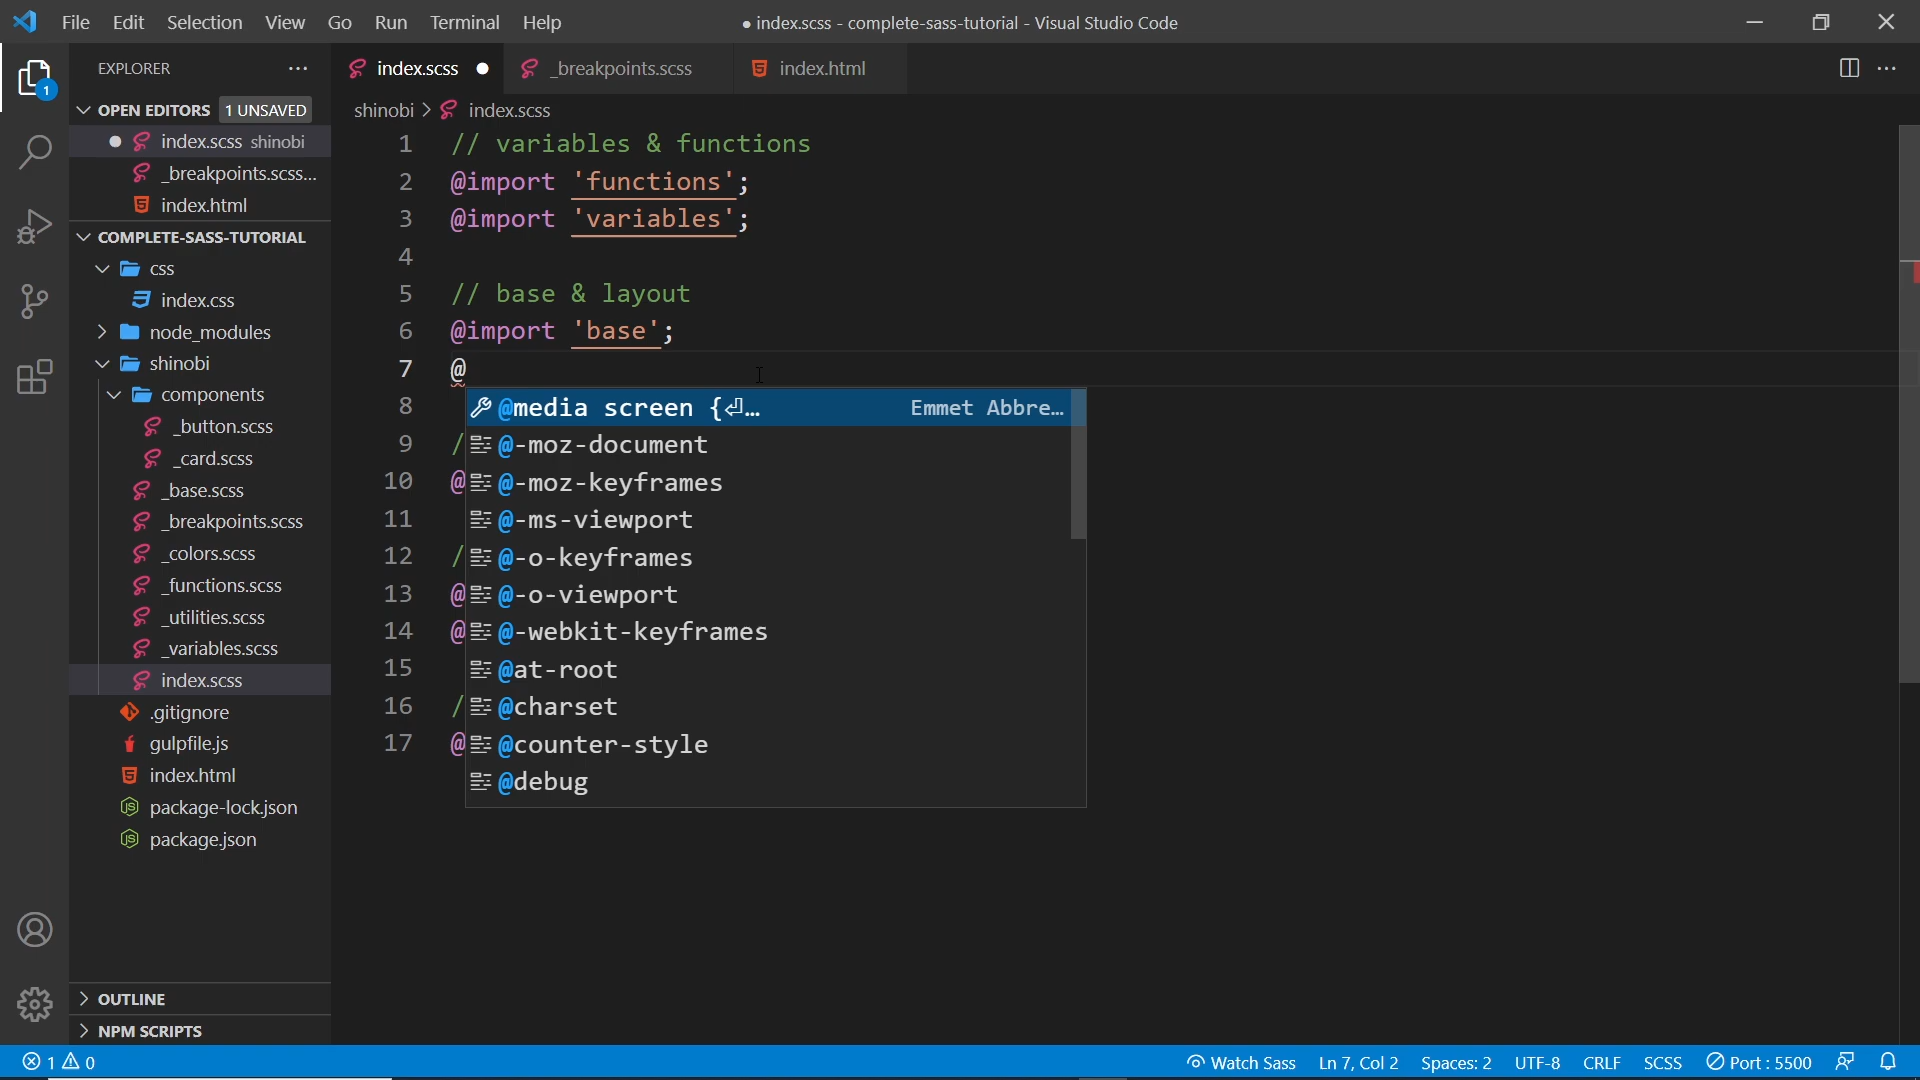 File Edit Selection View Go Run Terminal Help
● index.scss - complete-sass-tutorial - Visual Studio Code
EXPLORER
OPEN EDITORS 1 UNSAVED
index.scss shinobi
_breakpoints.scss...
index.html
COMPLETE-SASS-TUTORIAL
css
index.css
node_modules
shinobi
components
_button.scss
_card.scss
_base.scss
_breakpoints.scss
_colors.scss
_functions.scss
_utilities.scss
_variables.scss
index.scss
.gitignore
gulpfile.js
index.html
package-lock.json
package.json
OUTLINE
NPM SCRIPTS
1
index.scss _breakpoints.scss index.html
shinobi > index.scss
1 // variables & functions
2 @import 'functions';
3 @import 'variables';
4
5 // base & layout
6 @import 'base';
7 @
8 @media screen {⏎… Emmet Abbre…
9 / @-moz-document
10 @ @-moz-keyframes
11 @-ms-viewport
12 / @-o-keyframes
13 @ @-o-viewport
14 @ @-webkit-keyframes
15 @at-root
16 / @charset
17 @ @counter-style
@debug
1 0 Watch Sass Ln 7, Col 2 Spaces: 2 UTF-8 CRLF SCSS Port : 5500